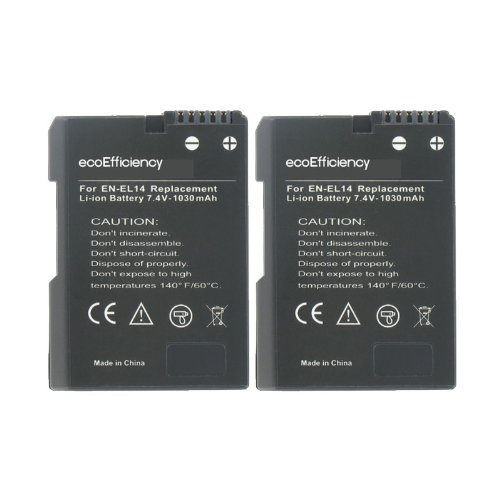 ecoEfficiency
For EN-EL14 Replacement
Li-ion Battery 7.4V-1030mAh
CAUTION:
Don't incinerate.
Don't disassemble.
Don't short-circuit.
Dispose of properly.
Don't expose to high
temperatures 140°F/60°C.
CE
Made in China
ecoEfficiency
For EN-EL14 Replacement
Li-ion Battery 7.4V-1030mAh
CAUTION:
Don't incinerate.
Don't disassemble.
Don't short-circuit.
Dispose of properly.
Don't expose to high
temperatures 140°F/60°C.
CE
Made in China